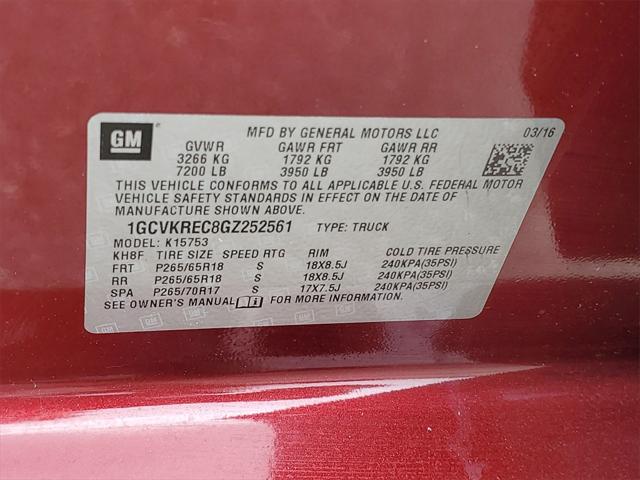 GM
MFD BY GENERAL MOTORS LLC 03/16
GVWR GAWR FRT GAWR RR
3266 KG 1792 KG 1792 KG
7200 LB 3950 LB 3950 LB
THIS VEHICLE CONFORMS TO ALL APPLICABLE U.S. FEDERAL MOTOR
VEHICLE SAFETY STANDARDS IN EFFECT ON THE DATE OF
MANUFACTURE SHOWN ABOVE.
1GCVKREC8GZ252561 TYPE: TRUCK
MODEL: K15753
KH8F TIRE SIZE SPEED RTG RIM COLD TIRE PRESSURE
FRT P265/65R18 S 18X8.5J 240KPA(35PSI)
RR P265/65R18 S 18X8.5J 240KPA(35PSI)
SPA P265/70R17 S 17X7.5J 240KPA(35PSI)
SEE OWNER'S MANUAL FOR MORE INFORMATION.